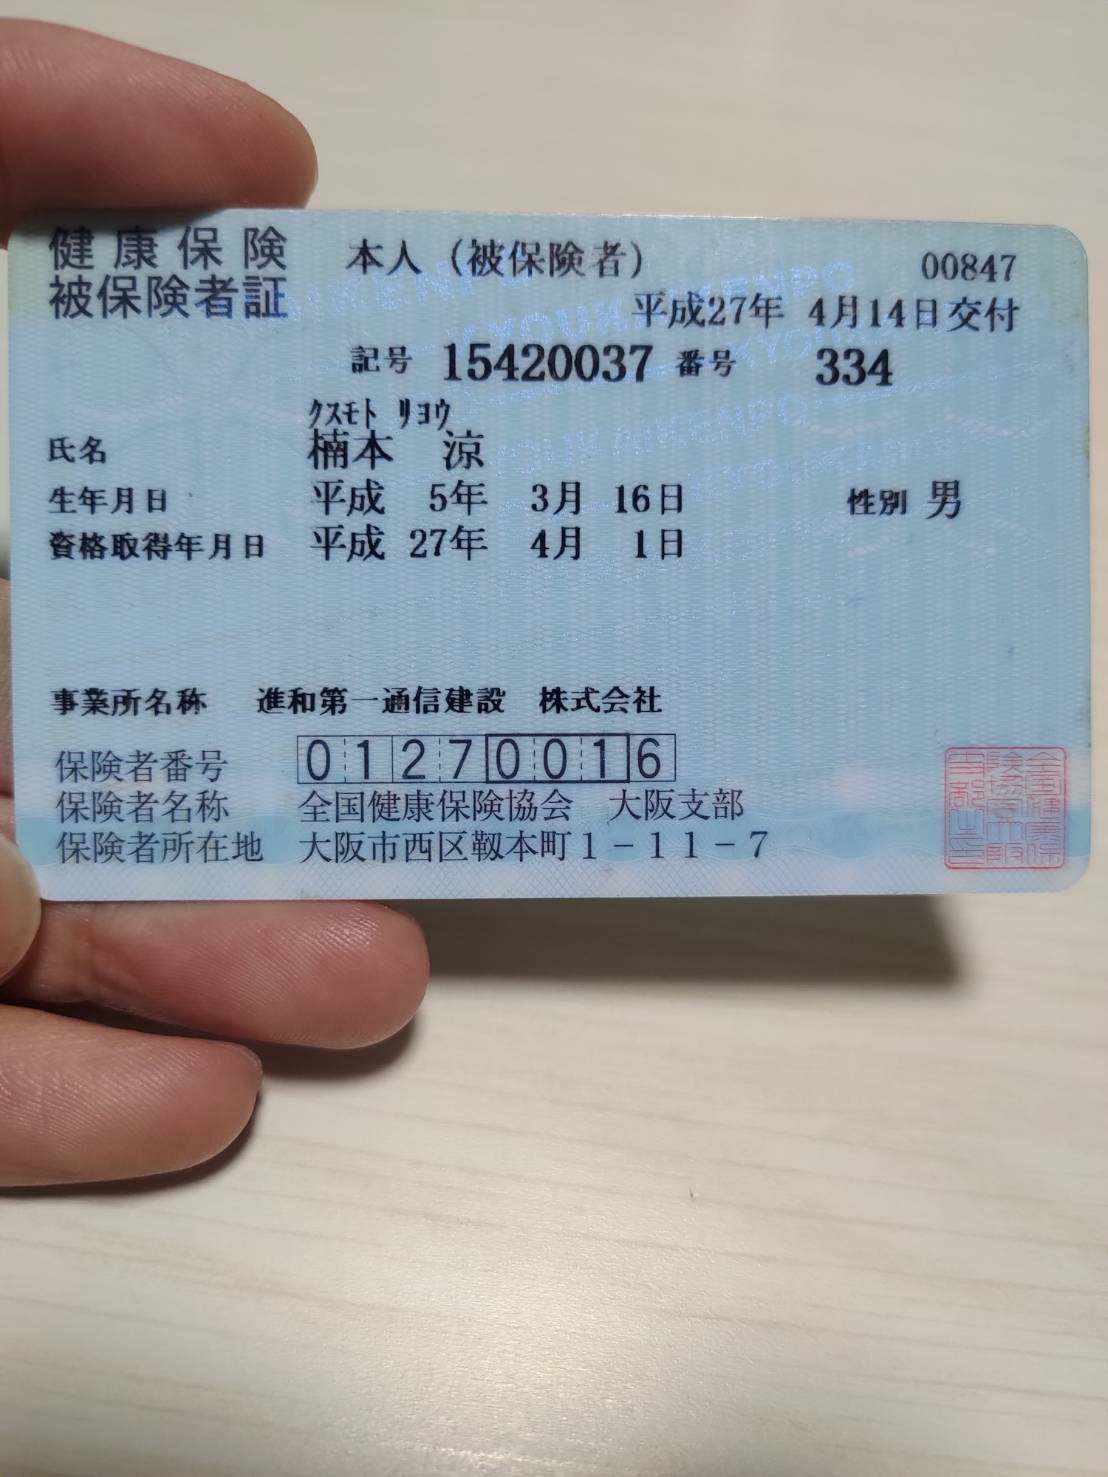 健康保険 本人（被保険者） 00847
被保険者証 平成27年 4月14日交付
記号 15420037 番号 334
ｸｽﾓﾄ ﾘﾖｳ
氏名 楠本 涼
生年月日 平成 5年 3月 16日 性別 男
資格取得年月日 平成 27年 4月 1日
事業所名称 進和第一通信建設 株式会社
保険者番号 01270016
保険者名称 全国健康保険協会 大阪支部
保険者所在地 大阪市西区靱本町1－11－7